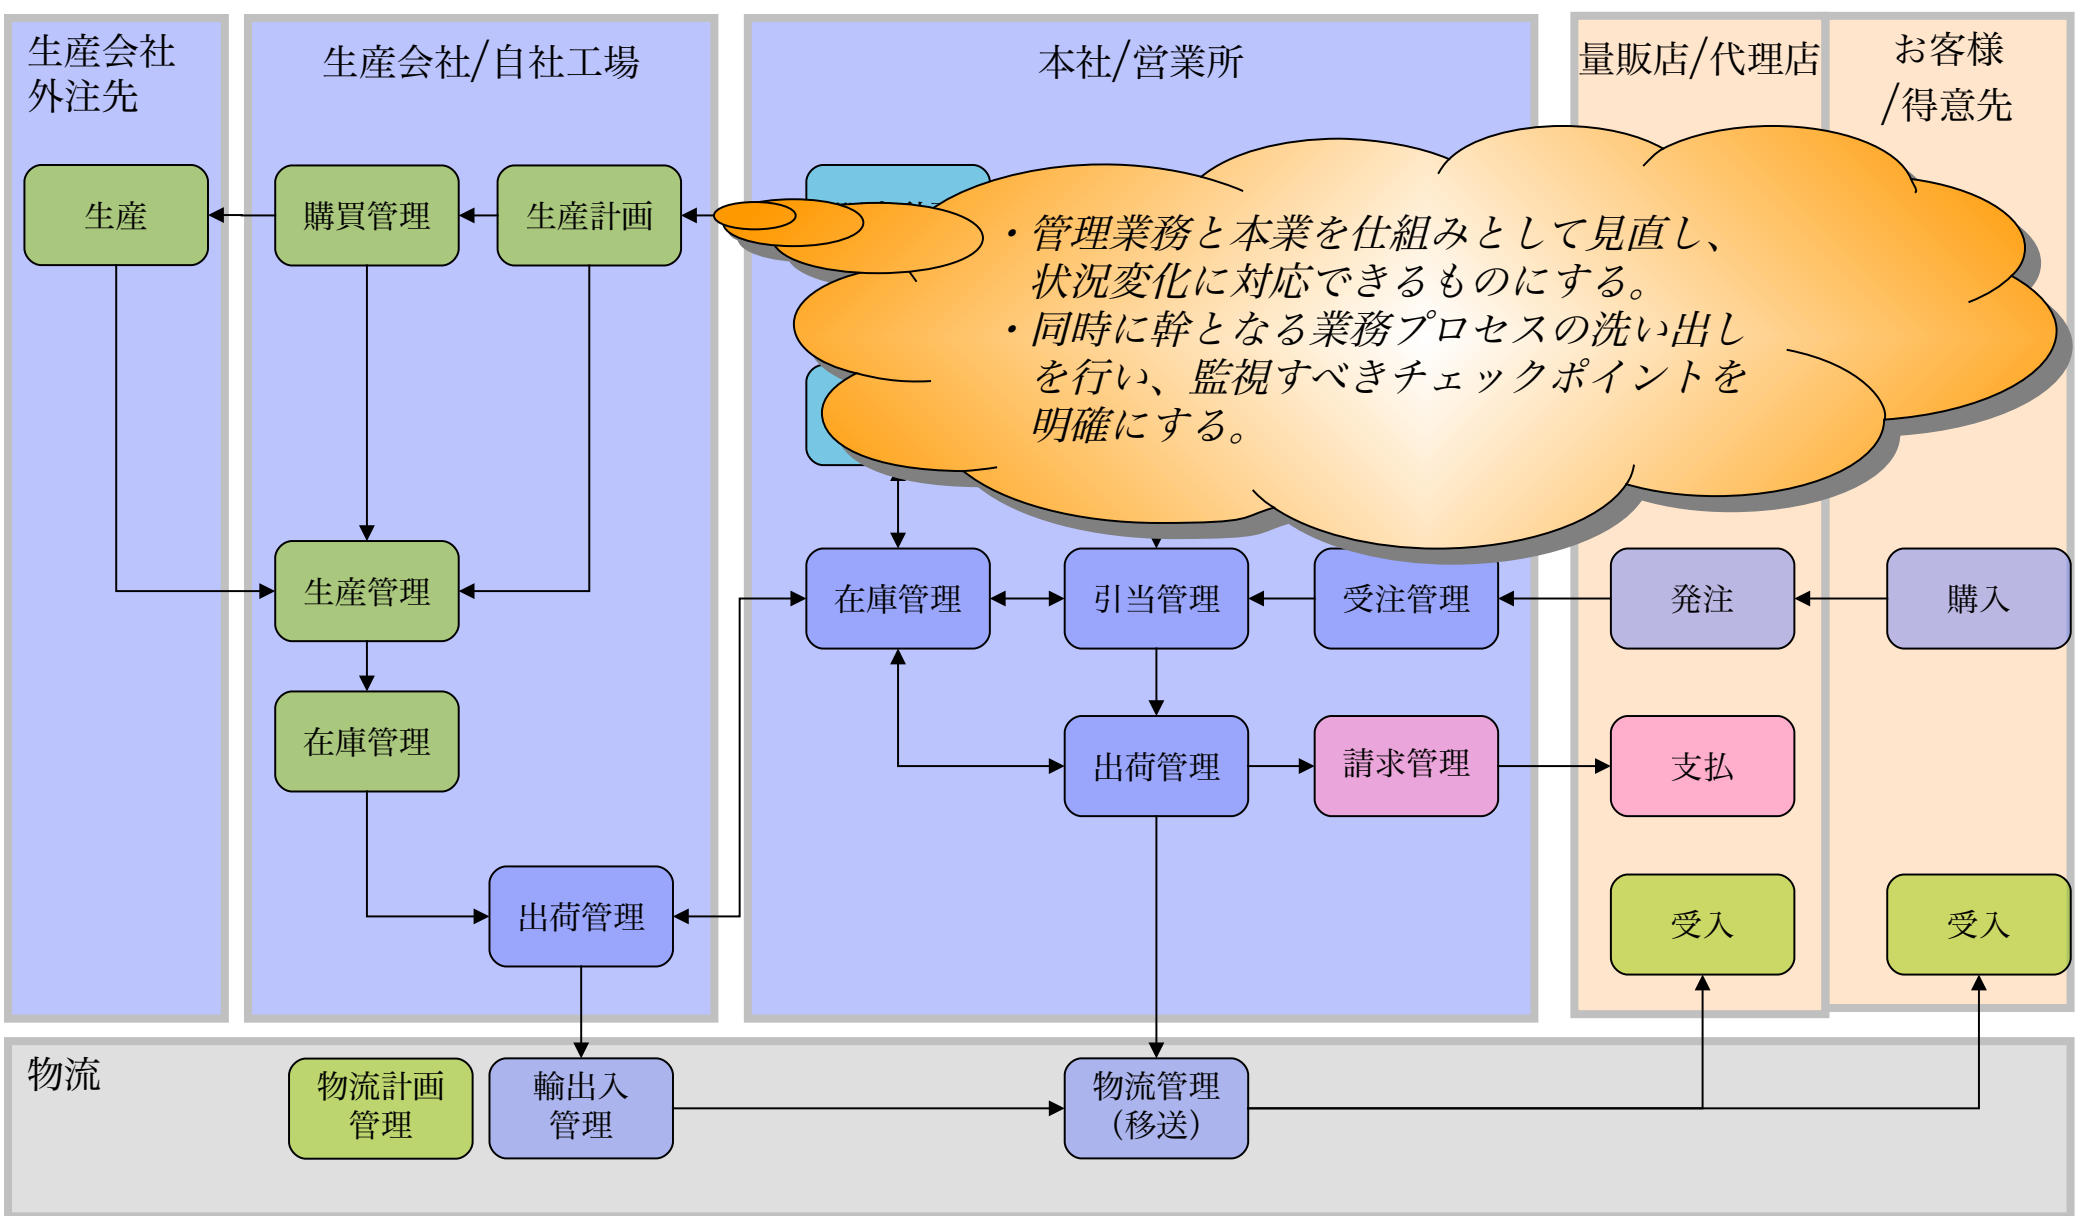 生産会社
外注先
生産会社/自社工場
本社/営業所
量販店/代理店
お客様
/得意先
生産
購買管理
生産計画
・管理業務と本業を仕組みとして見直し、
状況変化に対応できるものにする。
・同時に幹となる業務プロセスの洗い出し
を行い、監視すべきチェックポイントを
明確にする。
生産管理
在庫管理
引当管理
受注管理
発注
購入
在庫管理
出荷管理
請求管理
支払
出荷管理
受入
受入
物流
物流計画
管理
輸出入
管理
物流管理
（移送）